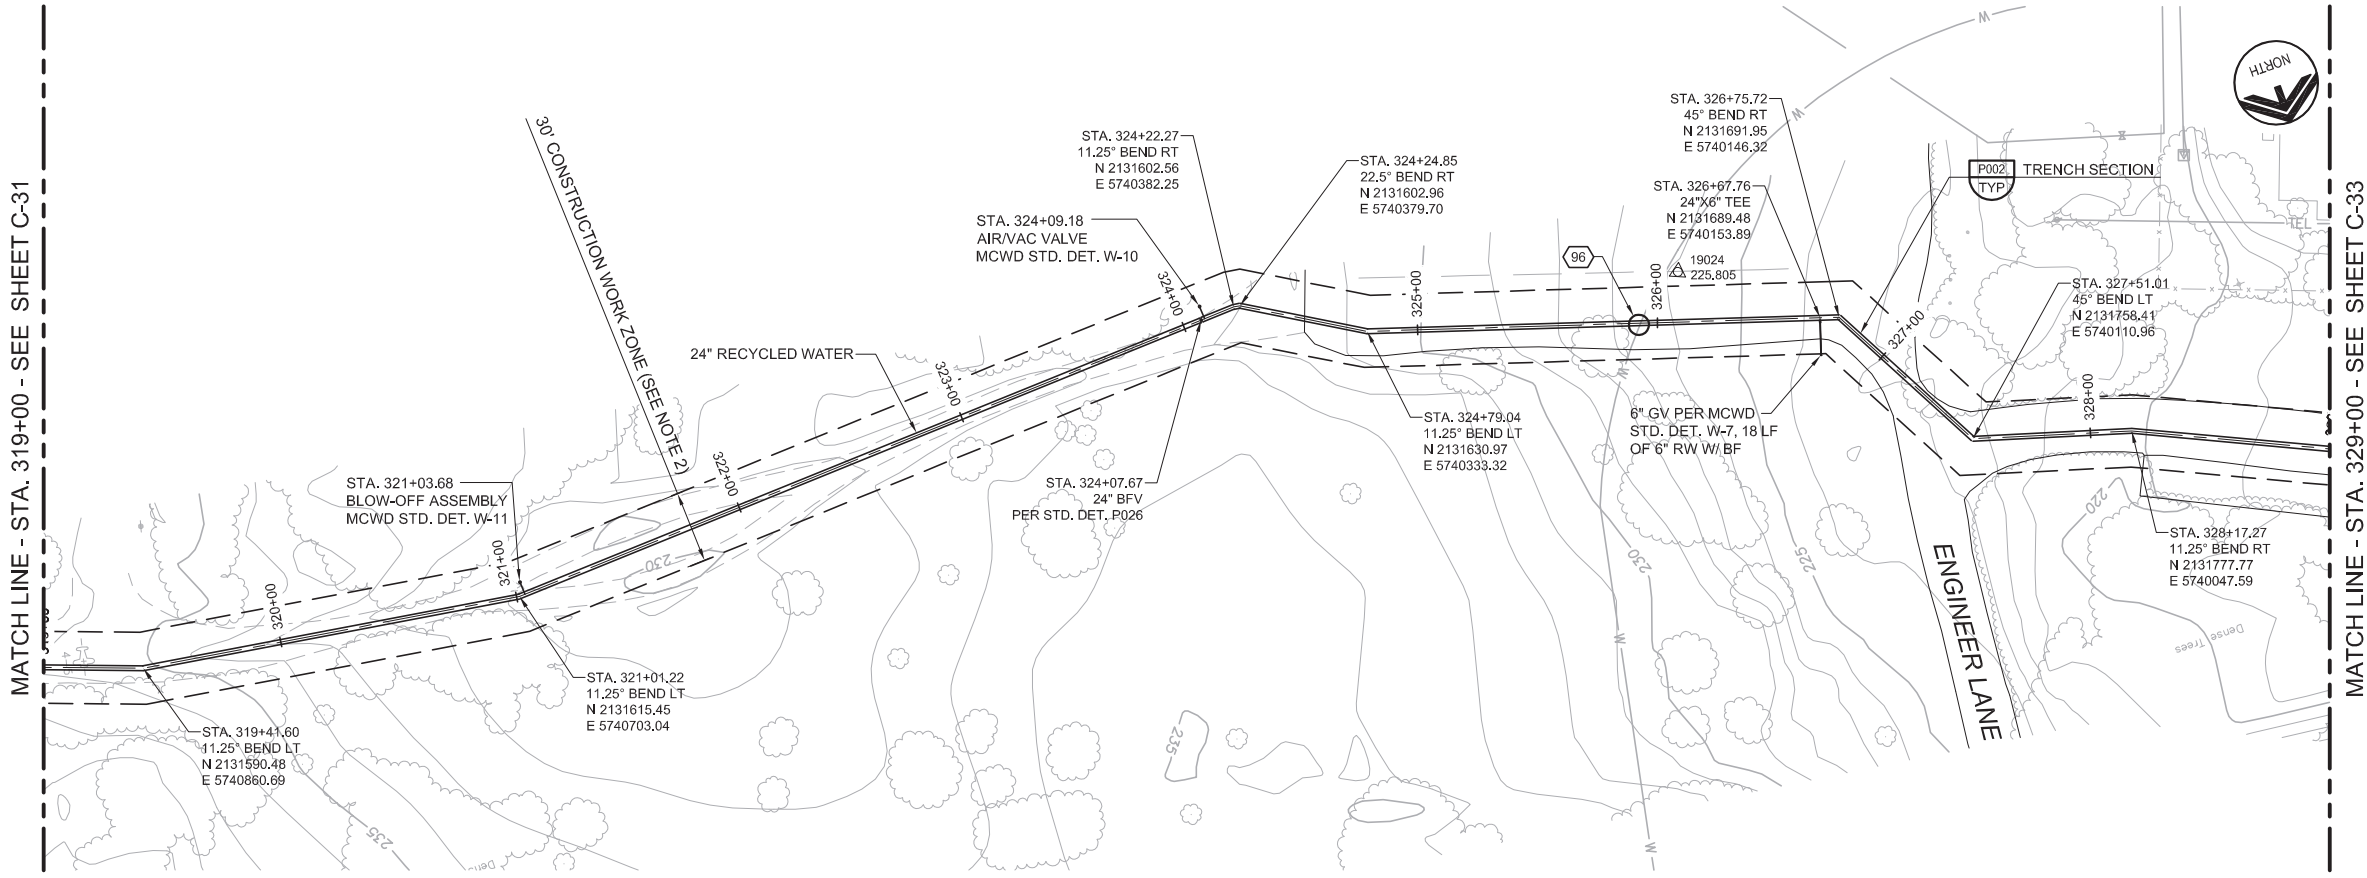 MATCH LINE - STA. 319+00 - SEE SHEET C-31
30' CONSTRUCTION WORK ZONE (SEE NOTE 2)
STA. 319+41.60
11.25° BEND LT
N 2131590.48
E 5740860.69
320+00
STA. 321+03.68
BLOW-OFF ASSEMBLY
MCWD STD. DET. W-11
321+00
STA. 321+01.22
11.25° BEND LT
N 2131615.45
E 5740703.04
235
230
322+00
24" RECYCLED WATER
323+00
STA. 324+09.18
AIR/VAC VALVE
MCWD STD. DET. W-10
324+00
STA. 324+07.67
24" BFV
PER STD. DET. P026
STA. 324+22.27
11.25° BEND RT
N 2131602.56
E 5740382.25
STA. 324+24.85
22.5° BEND RT
N 2131602.96
E 5740379.70
325+00
STA. 324+79.04
11.25° BEND LT
N 2131630.97
E 5740333.32
235
96
326+00
19024
225.805
STA. 326+75.72
45° BEND RT
N 2131691.95
E 5740146.32
STA. 326+67.76
24"X6" TEE
N 2131689.48
E 5740153.89
6" GV PER MCWD
STD. DET. W-7, 18 LF
OF 6" RW W/ BF
W
W
W
W
W
230
225
P002
TYP
TRENCH SECTION
327+00
STA. 327+51.01
45° BEND LT
N 2131758.41
E 5740110.96
328+00
STA. 328+17.27
11.25° BEND RT
N 2131777.77
E 5740047.59
220
TEL
Dense Trees
ENGINEER LANE
NORTH
MATCH LINE - STA. 329+00 - SEE SHEET C-33